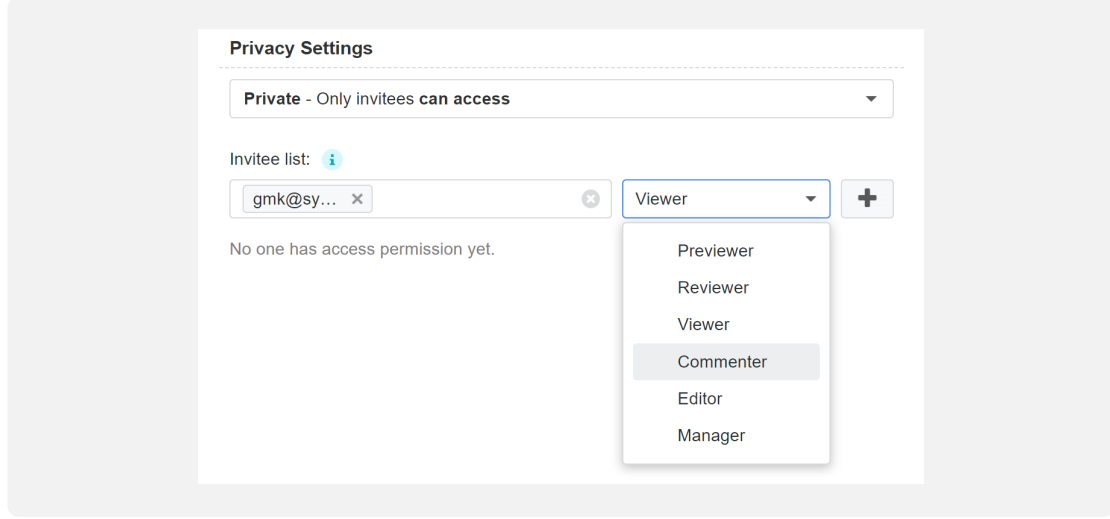 Privacy Settings
Private - Only invitees can access
Invitee list: i
gmk@sy... Viewer
No one has access permission yet.
Previewer
Reviewer
Viewer
Commenter
Editor
Manager